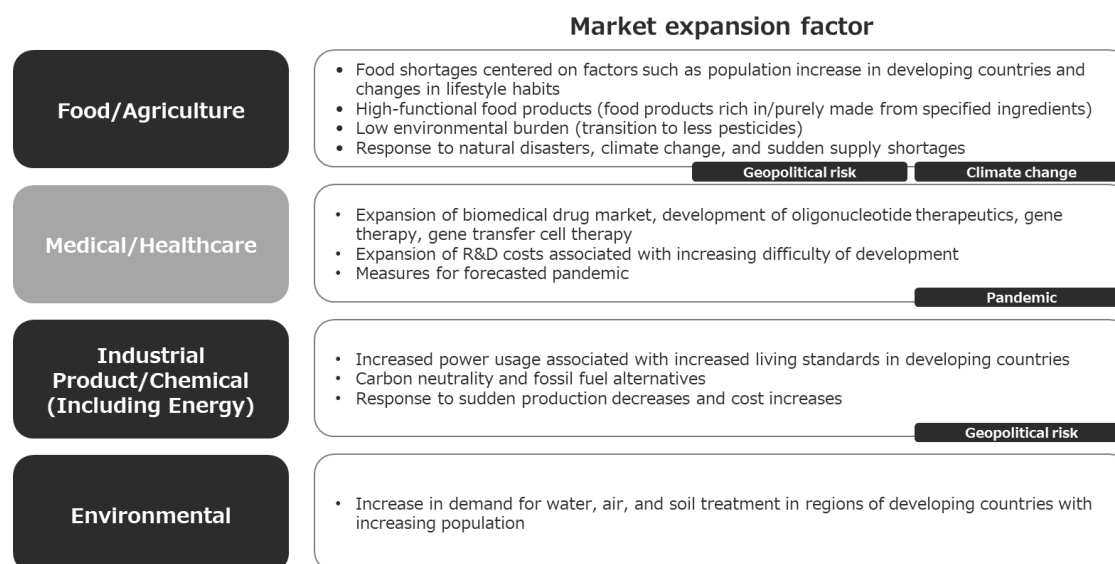 Market expansion factor
Food/Agriculture
• Food shortages centered on factors such as population increase in developing countries and
changes in lifestyle habits
• High-functional food products (food products rich in/purely made from specified ingredients)
• Low environmental burden (transition to less pesticides)
• Response to natural disasters, climate change, and sudden supply shortages
Geopolitical risk
Climate change
Medical/Healthcare
• Expansion of biomedical drug market, development of oligonucleotide therapeutics, gene
therapy, gene transfer cell therapy
• Expansion of R&D costs associated with increasing difficulty of development
• Measures for forecasted pandemic
Pandemic
Industrial
Product/Chemical
(Including Energy)
• Increased power usage associated with increased living standards in developing countries
• Carbon neutrality and fossil fuel alternatives
• Response to sudden production decreases and cost increases
Geopolitical risk
Environmental
• Increase in demand for water, air, and soil treatment in regions of developing countries with
increasing population